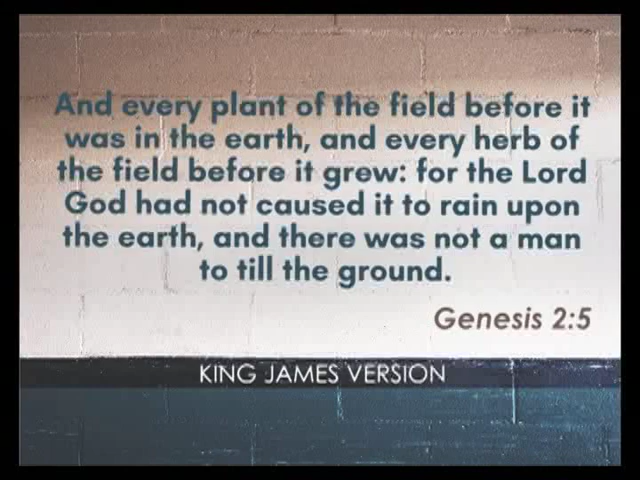 And every plant of the field before it
was in the earth, and every herb of
the field before it grew: for the Lord
God had not caused it to rain upon
the earth, and there was not a man
to till the ground.
Genesis 2:5
KING JAMES VERSION